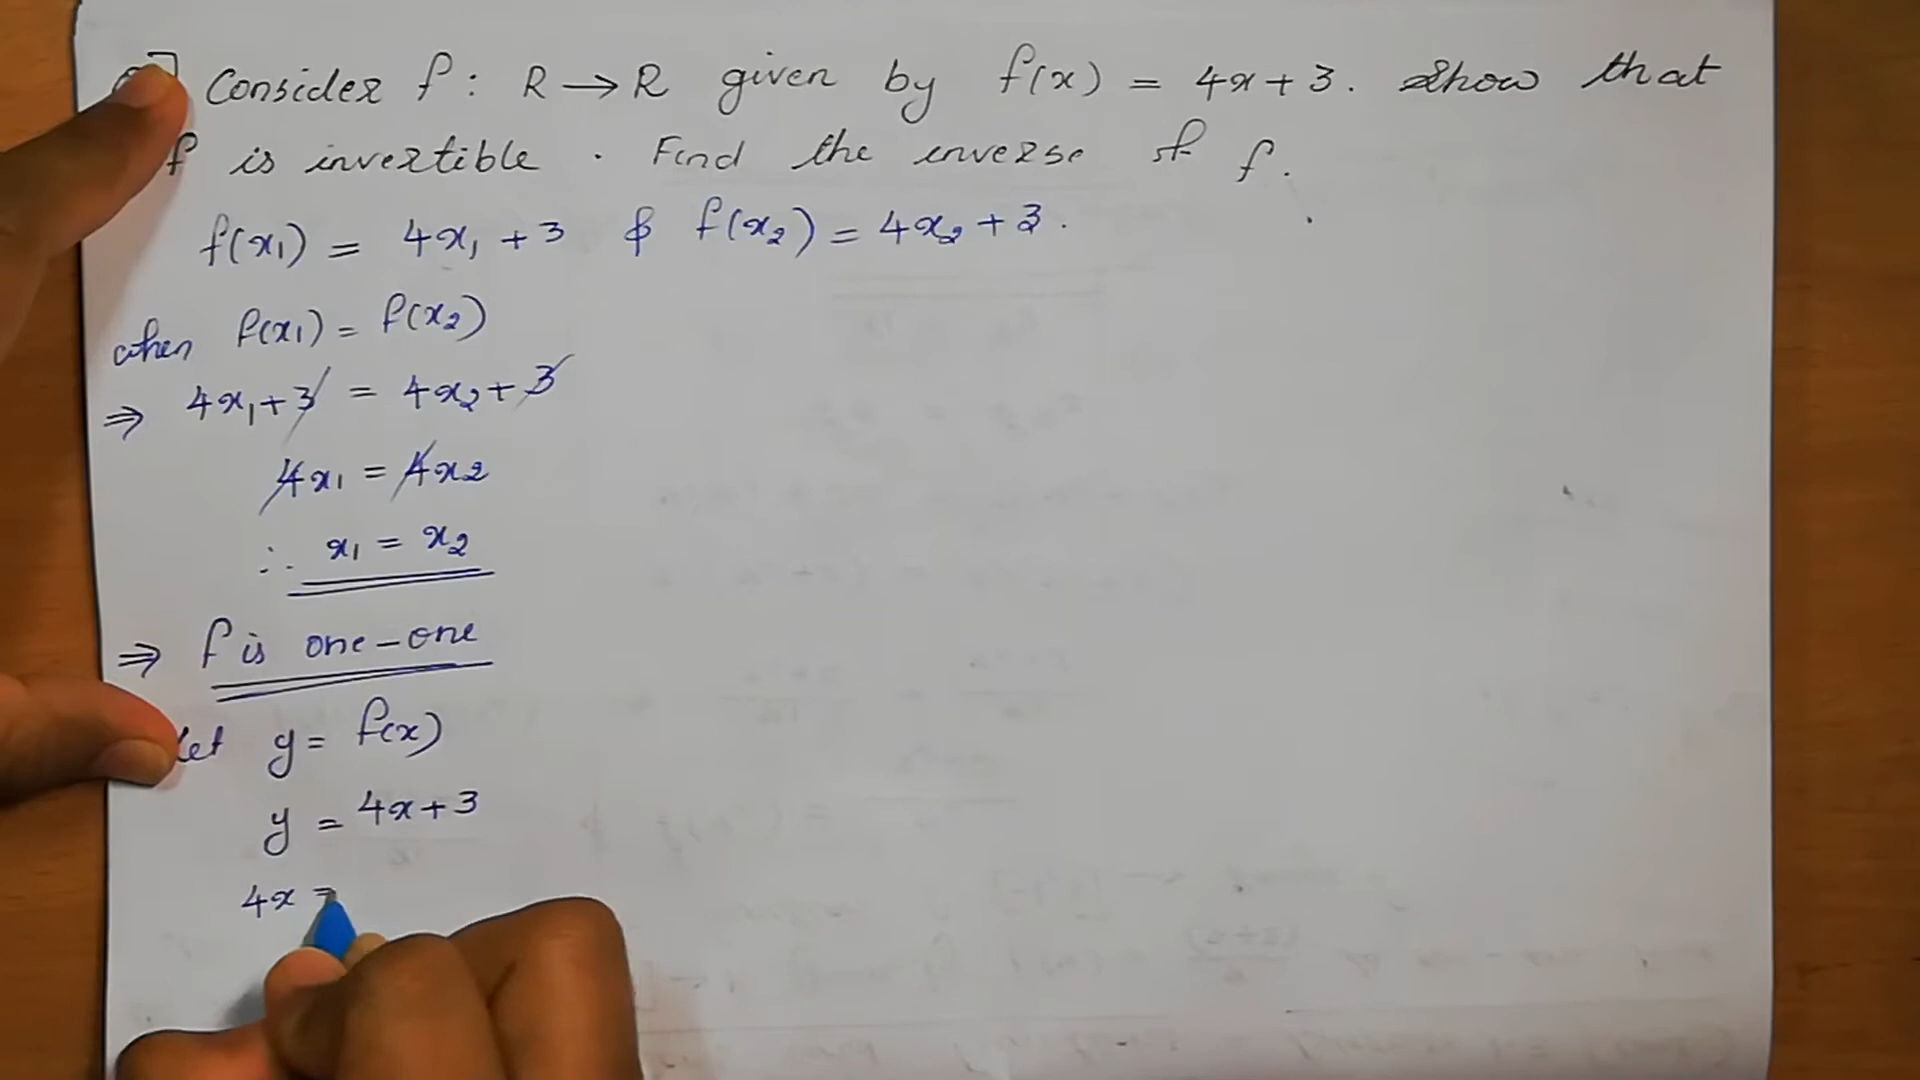 Consider f : R → R given by f(x) = 4x + 3. Show that
f is invertible. Find the inverse of f.
f(x₁) = 4x₁ + 3 & f(x₂) = 4x₂ + 3.
when f(x₁) = f(x₂)
⇒ 4x₁ + 3 = 4x₂ + 3
4x₁ = 4x₂
∴ x₁ = x₂
⇒ f is one-one
Let y = f(x)
y = 4x + 3
4x =